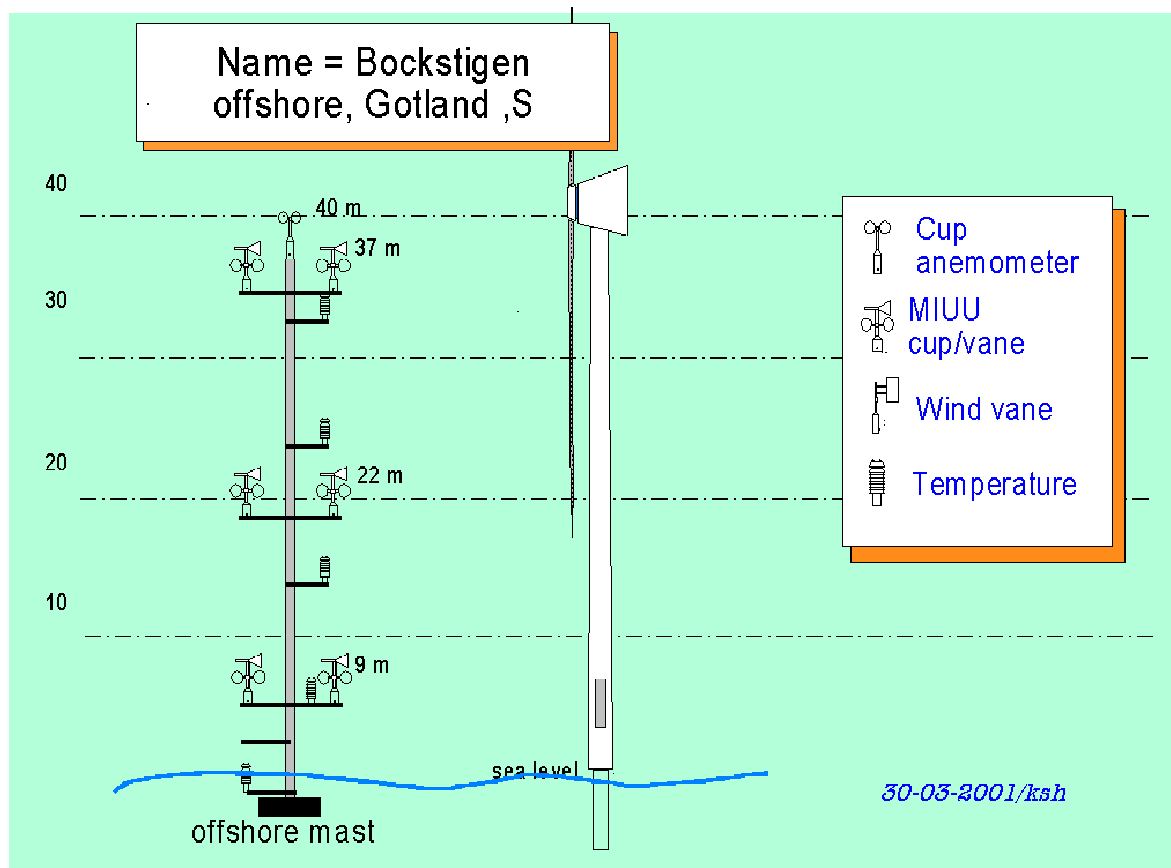 Name = Bockstigen
offshore, Gotland ,S
40
40 m
37 m
30
20
22 m
10
9 m
sea level
offshore mast
Cup
anemometer
MIUU
cup/vane
Wind vane
Temperature
30-03-2001/ksh